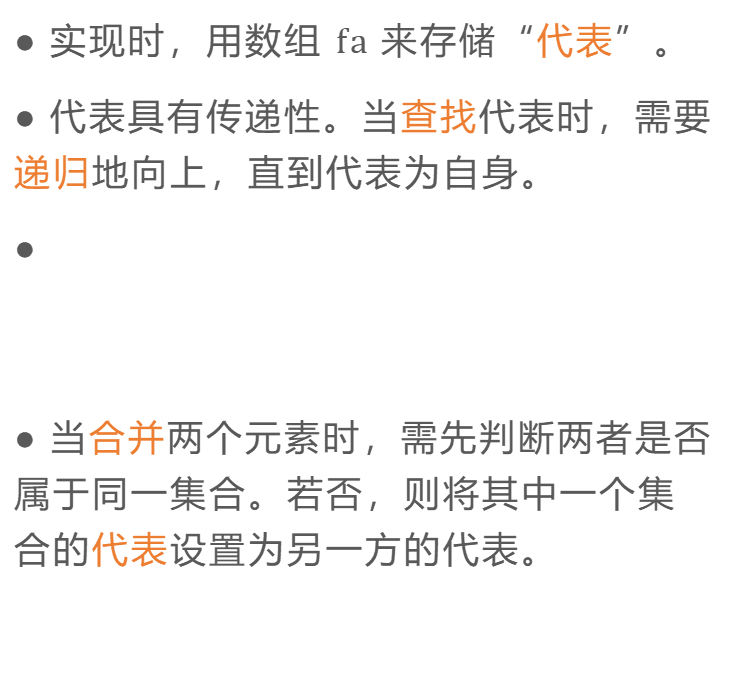 ● 实现时，用数组 fa 来存储“代表”。
● 代表具有传递性。当查找代表时，需要
递归地向上，直到代表为自身。
●
● 当合并两个元素时，需先判断两者是否
属于同一集合。若否，则将其中一个集
合的代表设置为另一方的代表。